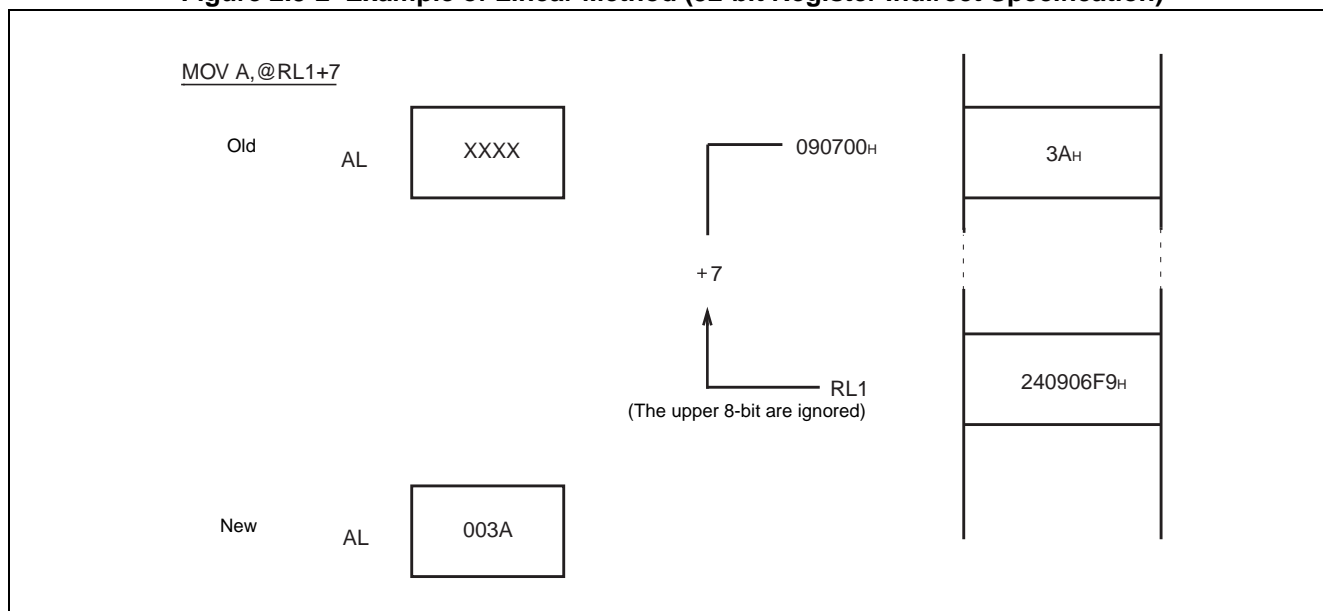 MOV A,@RL1+7
Old
AL
XXXX
090700H
3AH
+7
RL1
(The upper 8-bit are ignored)
240906F9H
New
AL
003A